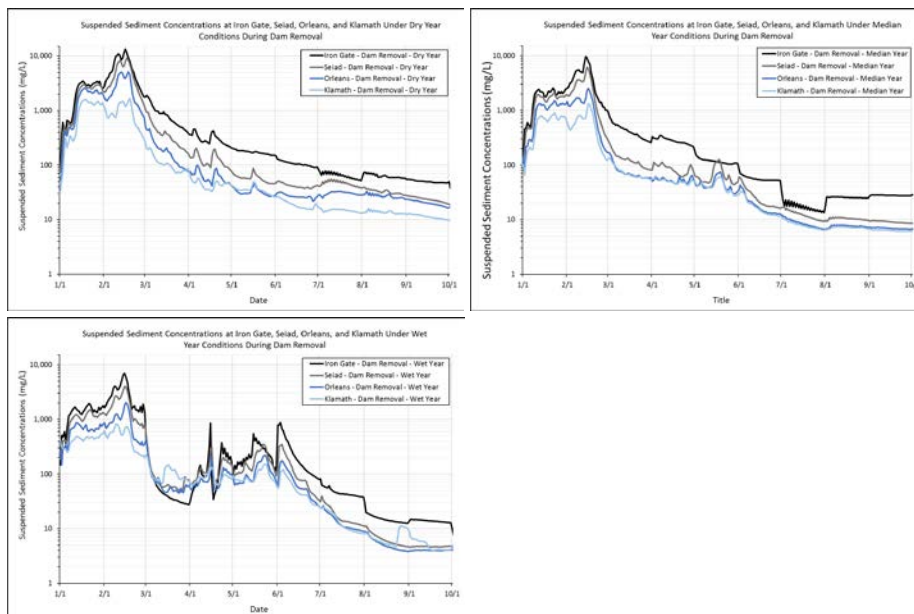 Suspended Sediment Concentrations at Iron Gate, Seiad, Orleans, and Klamath Under Dry Year
Conditions During Dam Removal
Suspended Sediment Concentrations (mg/L)
10,000
1,000
100
10
1
Iron Gate - Dam Removal - Dry Year
Seiad - Dam Removal - Dry Year
Orleans - Dam Removal - Dry Year
Klamath - Dam Removal - Dry Year
1/1 2/1 3/1 4/1 5/1 6/1 7/1 8/1 9/1 10/1
Date
Suspended Sediment Concentrations at Iron Gate, Seiad, Orleans, and Klamath Under Median
Year Conditions During Dam Removal
Suspended Sediment Concentrations (mg/L)
10,000
1,000
100
10
1
Iron Gate - Dam Removal - Median Year
Seiad - Dam Removal - Median Year
Orleans - Dam Removal - Median Year
Klamath - Dam Removal - Median Year
1/1 2/1 3/1 4/1 5/1 6/1 7/1 8/1 9/1 10/1
Title
Suspended Sediment Concentrations at Iron Gate, Seiad, Orleans, and Klamath Under Wet
Year Conditions During Dam Removal
Suspended Sediment Concentrations (mg/L)
10,000
1,000
100
10
1
Iron Gate - Dam Removal - Wet Year
Seiad - Dam Removal - Wet Year
Orleans - Dam Removal - Wet Year
Klamath - Dam Removal - Wet Year
1/1 2/1 3/1 4/1 5/1 6/1 7/1 8/1 9/1 10/1
Date